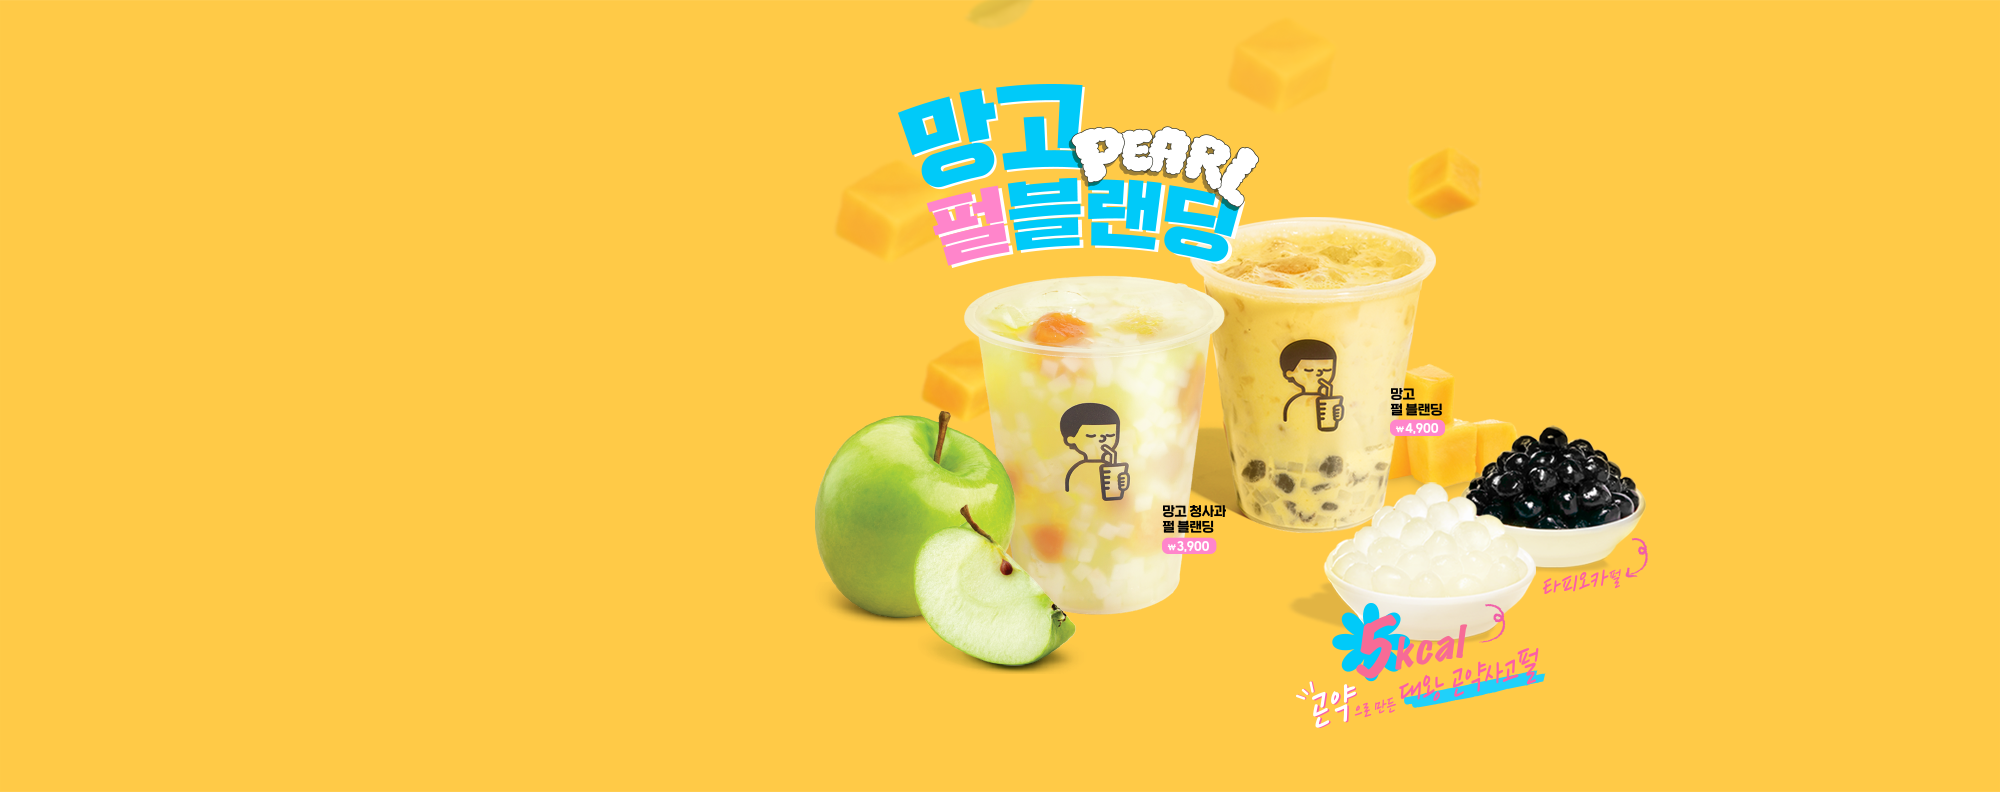 망고
PEARL
펄블랜딩
망고
펄 블랜딩
₩4,900
망고 청사과
펄 블랜딩
₩3,900
타피오카펄
5kcal
곤약으로 만든 대왕 곤약사고펄